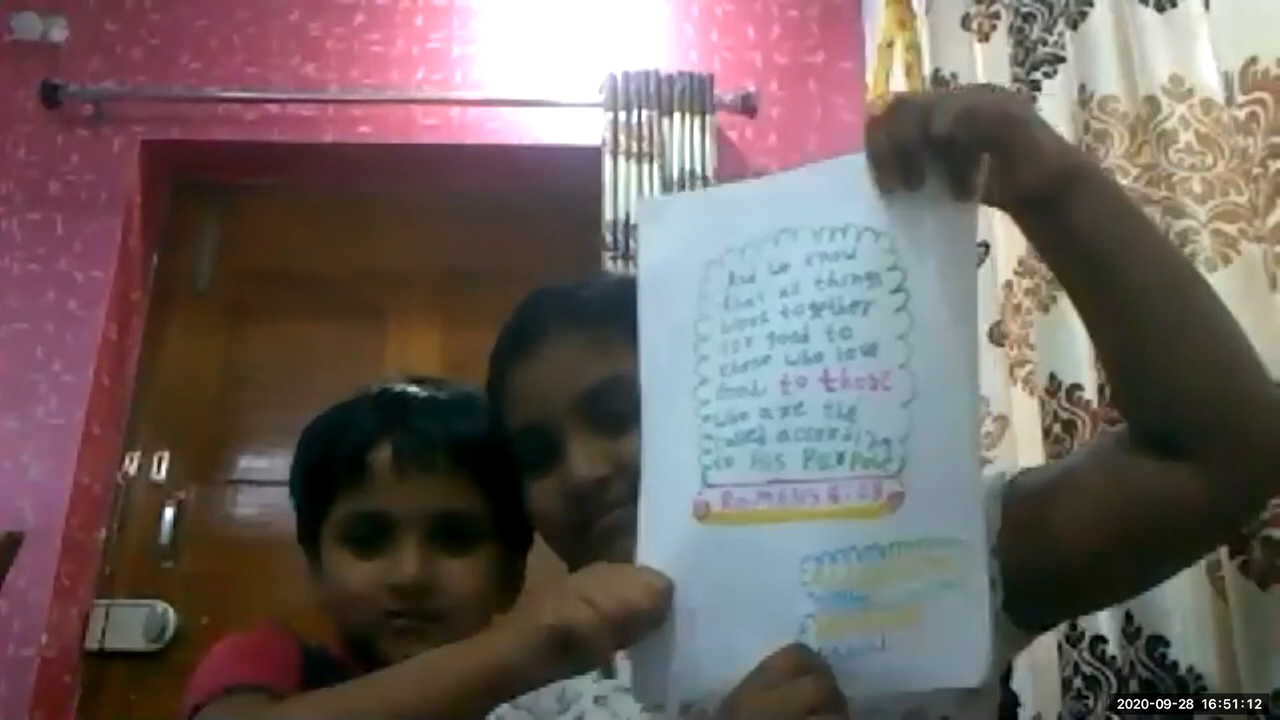 And we know
that all things
work together
for good to
those who love
God to those
who are the
called according
to His Purpose
Romans 8:28
2020-09-28 16:51:12